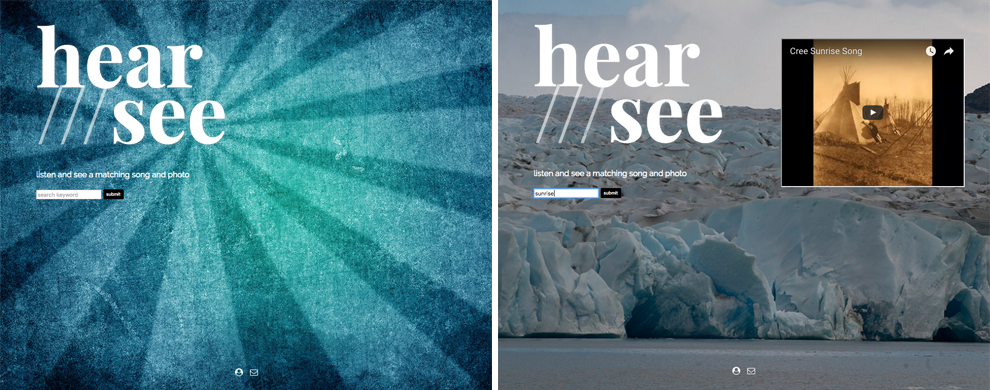 hear
///see
listen and see a matching song and photo
search keyword
submit
hear
///see
listen and see a matching song and photo
sunrise
submit
Cree Sunrise Song